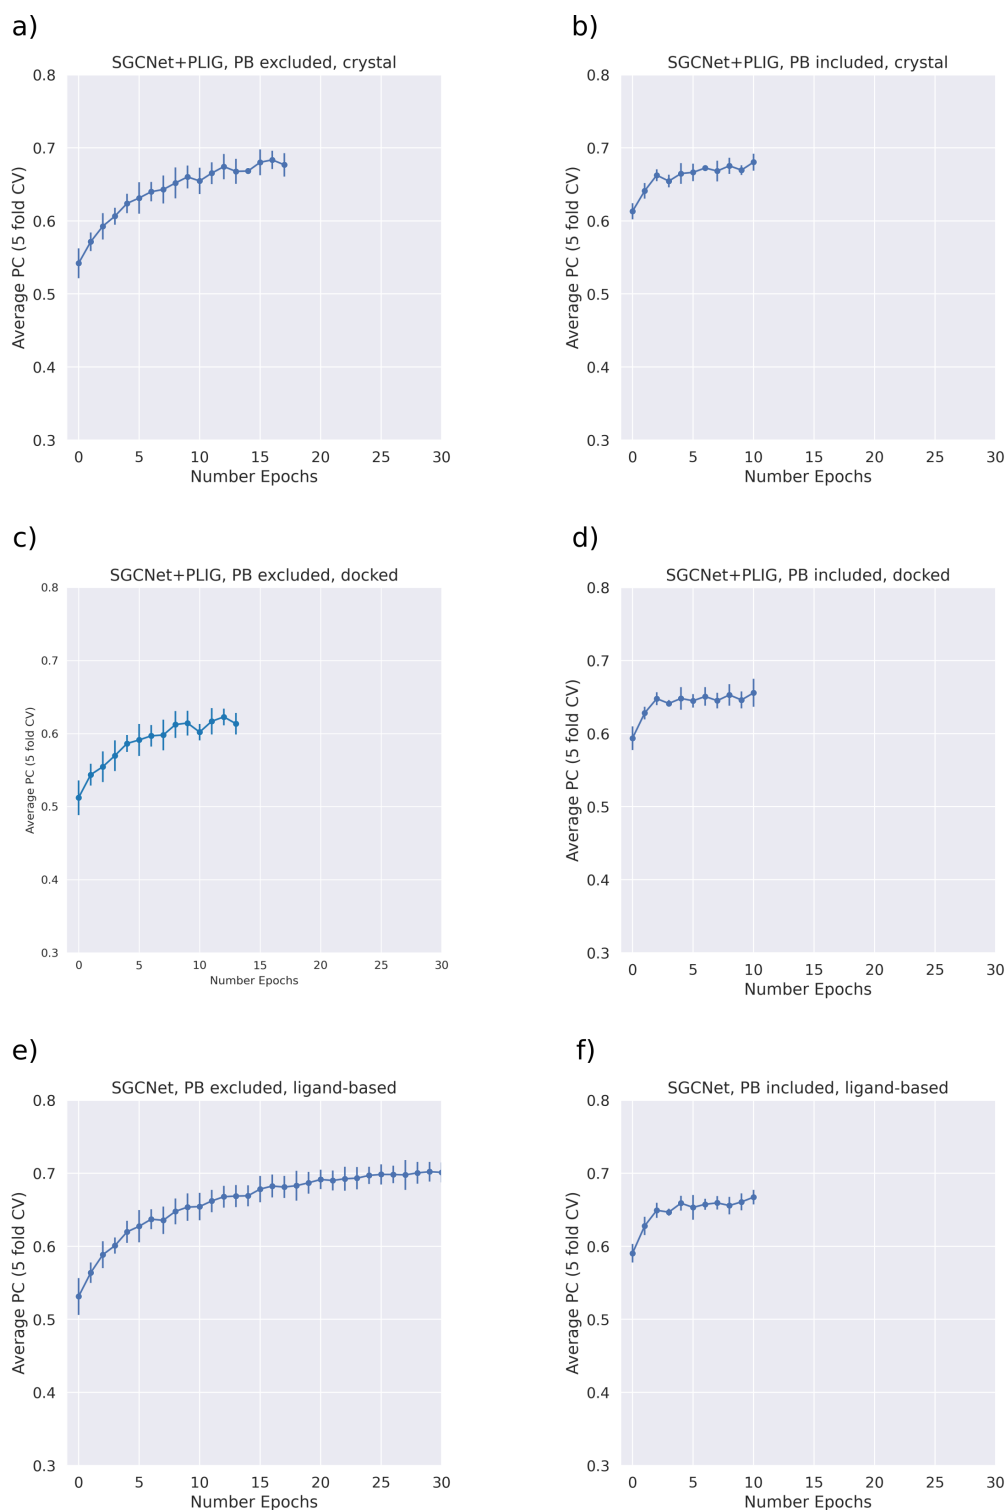 a)
SGCNet+PLIG, PB excluded, crystal
0.8
0.7
0.6
0.5
0.4
0.3
Average PC (5 fold CV)
0 5 10 15 20 25 30
Number Epochs
b)
SGCNet+PLIG, PB included, crystal
0.8
0.7
0.6
0.5
0.4
0.3
Average PC (5 fold CV)
0 5 10 15 20 25 30
Number Epochs
c)
SGCNet+PLIG, PB excluded, docked
0.8
0.7
0.6
0.5
0.4
0.3
Average PC (5 fold CV)
0 5 10 15 20 25 30
Number Epochs
d)
SGCNet+PLIG, PB included, docked
0.8
0.7
0.6
0.5
0.4
0.3
Average PC (5 fold CV)
0 5 10 15 20 25 30
Number Epochs
e)
SGCNet, PB excluded, ligand-based
0.8
0.7
0.6
0.5
0.4
0.3
Average PC (5 fold CV)
0 5 10 15 20 25 30
Number Epochs
f)
SGCNet, PB included, ligand-based
0.8
0.7
0.6
0.5
0.4
0.3
Average PC (5 fold CV)
0 5 10 15 20 25 30
Number Epochs